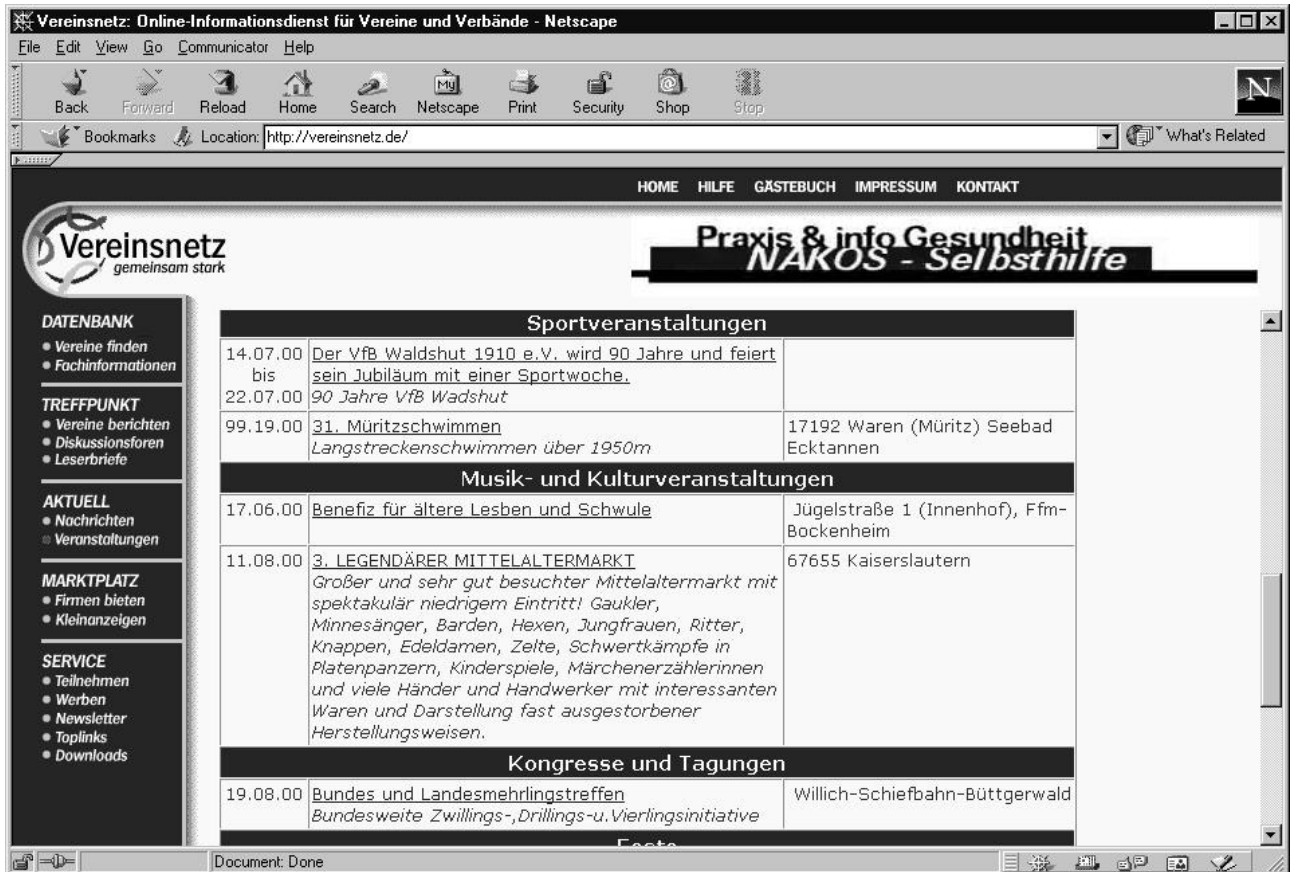 Vereinsnetz: Online-Informationsdienst für Vereine und Verbände - Netscape
File Edit View Go Communicator Help
Back Forward Reload Home Search Netscape Print Security Shop Stop
Bookmarks Location: http://vereinsnetz.de/ What's Related
HOME HILFE GÄSTEBUCH IMPRESSUM KONTAKT
Vereinsnetz
gemeinsam stark
Praxis & info Gesundheit
NAKOS - Selbsthilfe
DATENBANK
Vereine finden
Fachinformationen
TREFFPUNKT
Vereine berichten
Diskussionsforen
Leserbriefe
AKTUELL
Nachrichten
Veranstaltungen
MARKTPLATZ
Firmen bieten
Kleinanzeigen
SERVICE
Teilnehmen
Werben
Newsletter
Toplinks
Downloads
Sportveranstaltungen
14.07.00 Der VfB Waldshut 1910 e.V. wird 90 Jahre und feiert
bis sein Jubiläum mit einer Sportwoche.
22.07.00 90 Jahre VfB Wadshut
99.19.00 31. Müritzschwimmen 17192 Waren (Müritz) Seebad
Langstreckenschwimmen über 1950m Ecktannen
Musik- und Kulturveranstaltungen
17.06.00 Benefiz für ältere Lesben und Schwule Jügelstraße 1 (Innenhof), Ffm-
Bockenheim
11.08.00 3. LEGENDÄRER MITTELALTERMARKT 67655 Kaiserslautern
Großer und sehr gut besuchter Mittelaltermarkt mit
spektakulär niedrigem Eintritt! Gaukler,
Minnesänger, Barden, Hexen, Jungfrauen, Ritter,
Knappen, Edeldamen, Zelte, Schwertkämpfe in
Platenpanzern, Kinderspiele, Märchenerzählerinnen
und viele Händer und Handwerker mit interessanten
Waren und Darstellung fast ausgestorbener
Herstellungsweisen.
Kongresse und Tagungen
19.08.00 Bundes und Landesmehrlingstreffen Willich-Schiefbahn-Büttgerwald
Bundesweite Zwillings-,Drillings-u.Vierlingsinitiative
Document: Done